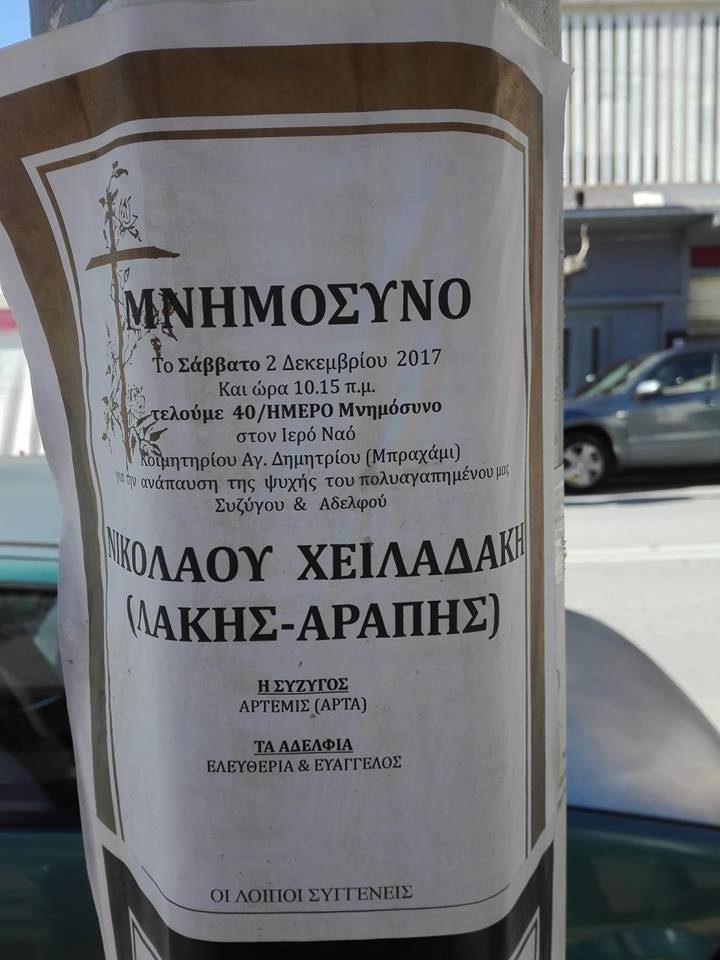 ΜΝΗΜΟΣΥΝΟ
Το Σάββατο 2 Δεκεμβρίου 2017
Και ώρα 10.15 π.μ.
τελούμε 40/ΗΜΕΡΟ Μνημόσυνο
στον Ιερό Ναό
Κοιμητηρίου Αγ. Δημητρίου (Μπραχάμι)
για την ανάπαυση της ψυχής του πολυαγαπημένου μας
Συζύγου & Αδελφού
ΝΙΚΟΛΑΟΥ ΧΕΙΛΑΔΑΚΗ
(ΛΑΚΗΣ-ΑΡΑΠΗΣ)
Η ΣΥΖΥΓΟΣ
ΑΡΤΕΜΙΣ (ΑΡΤΑ)
ΤΑ ΑΔΕΛΦΙΑ
ΕΛΕΥΘΕΡΙΑ & ΕΥΑΓΓΕΛΟΣ
ΟΙ ΛΟΙΠΟΙ ΣΥΓΓΕΝΕΙΣ